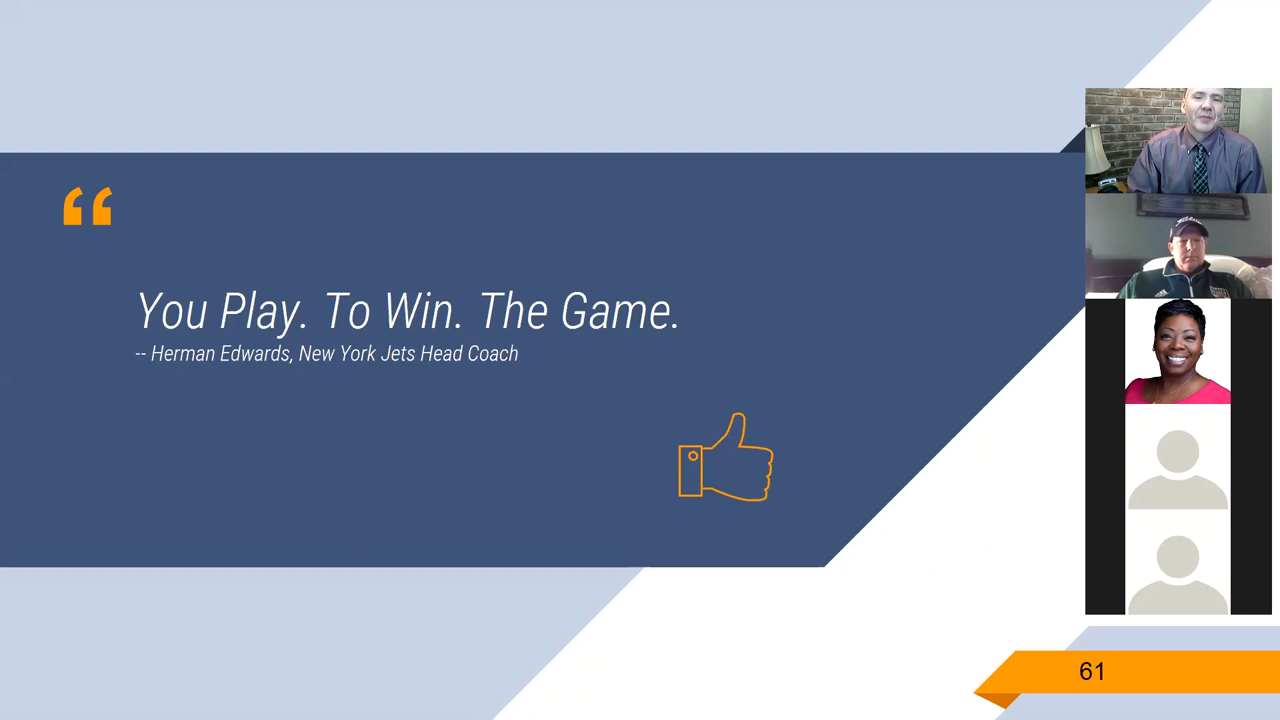 “
You Play. To Win. The Game.
-- Herman Edwards, New York Jets Head Coach
61